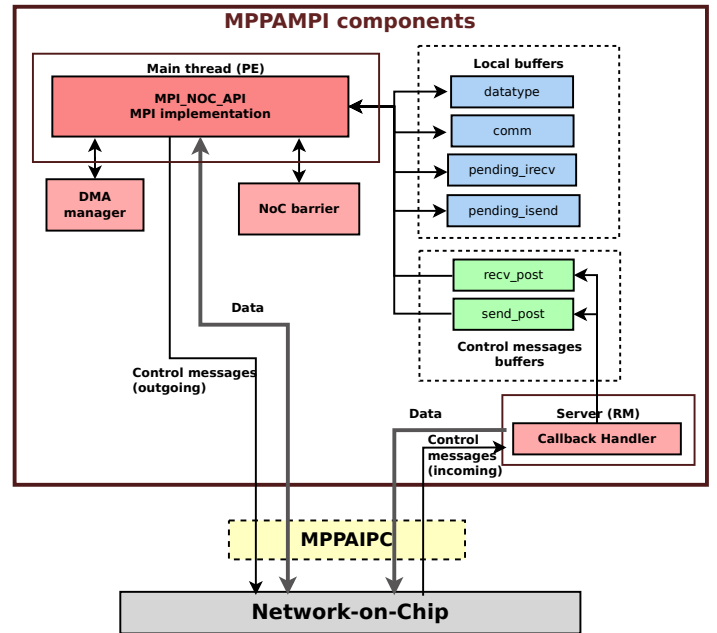 MPPAMPI components
Main thread (PE)
MPI_NOC_API
MPI implementation
DMA
manager
NoC barrier
Local buffers
datatype
comm
pending_irecv
pending_isend
recv_post
send_post
Control messages
buffers
Data
Control messages
(outgoing)
Server (RM)
Callback Handler
Data
Control
messages
(incoming)
MPPAIPC
Network-on-Chip